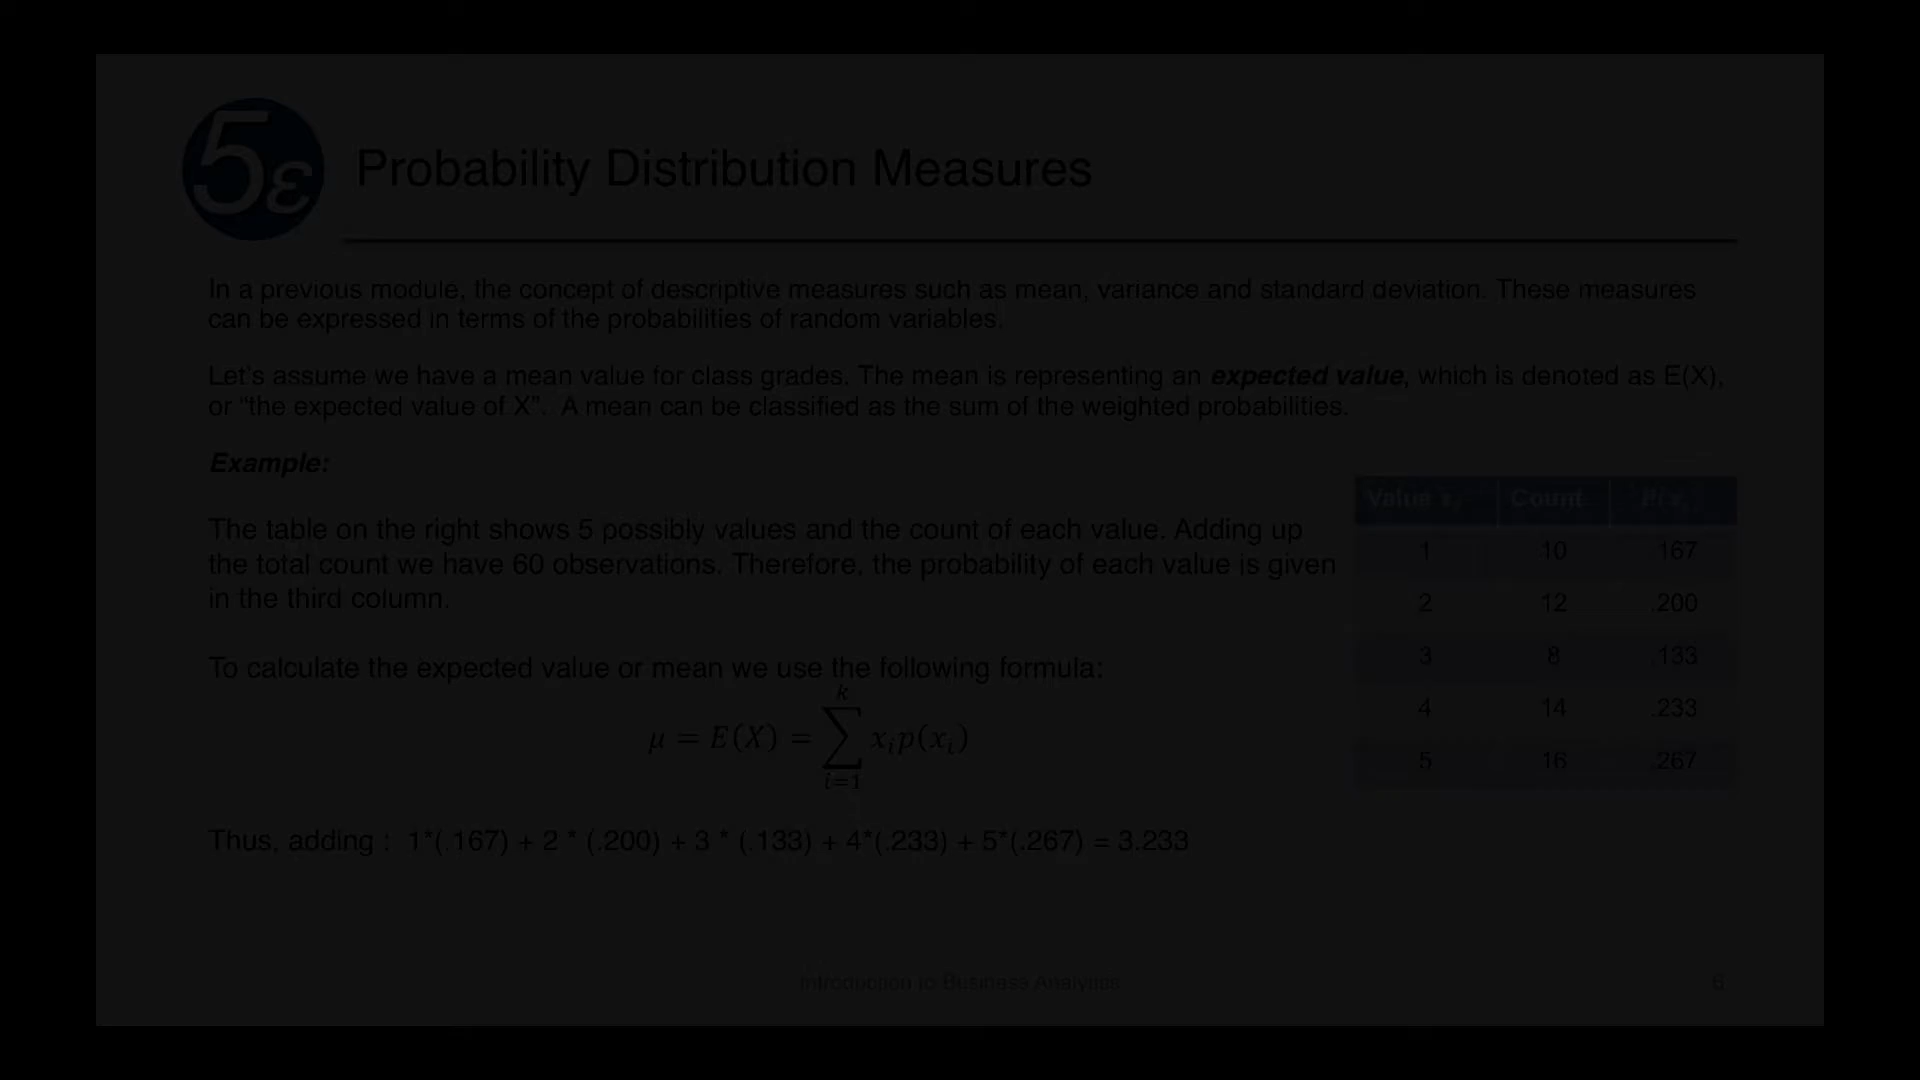 5ε
Probability Distribution Measures
In a previous module, the concept of descriptive measures such as mean, variance and standard deviation. These measures
can be expressed in terms of the probabilities of random variables.
Let's assume we have a mean value for class grades. The mean is representing an expected value, which is denoted as E(X),
or “the expected value of X”. A mean can be classified as the sum of the weighted probabilities.
Example:
The table on the right shows 5 possibly values and the count of each value. Adding up
the total count we have 60 observations. Therefore, the probability of each value is given
in the third column.
To calculate the expected value or mean we use the following formula:
μ = E(X) = ∑_{i=1}^{k} x_i p(x_i)
Thus, adding : 1*(.167) + 2 * (.200) + 3 * (.133) + 4*(.233) + 5*(.267) = 3.233
Value x_i Count P(x_i)
1 10 .167
2 12 .200
3 8 .133
4 14 .233
5 16 .267
Introduction to Business Analytics 6